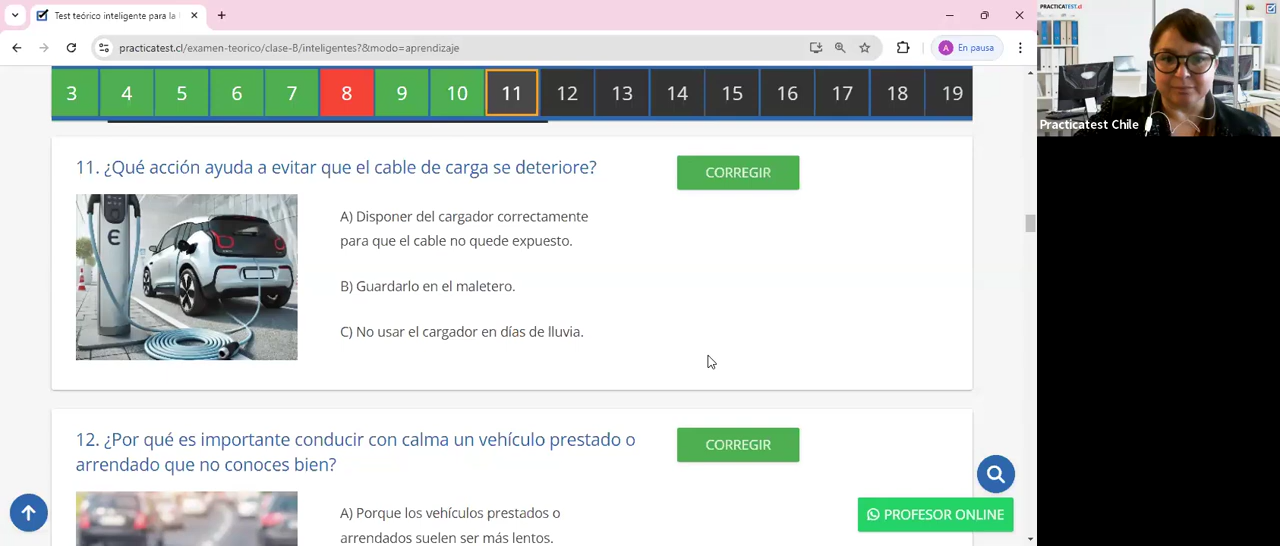 Test teórico inteligente para la
A En pausa
practicatest.cl/examen-teorico/clase-B/inteligentes?&modo=aprendizaje
PRACTICATEST.cl
Practicatest Chile
3 4 5 6 7 8 9 10 11 12 13 14 15 16 17 18 19
11. ¿Qué acción ayuda a evitar que el cable de carga se deteriore?
CORREGIR
A) Disponer del cargador correctamente
para que el cable no quede expuesto.
B) Guardarlo en el maletero.
C) No usar el cargador en días de lluvia.
12. ¿Por qué es importante conducir con calma un vehículo prestado o
arrendado que no conoces bien?
CORREGIR
A) Porque los vehículos prestados o
arrendados suelen ser más lentos.
PROFESOR ONLINE